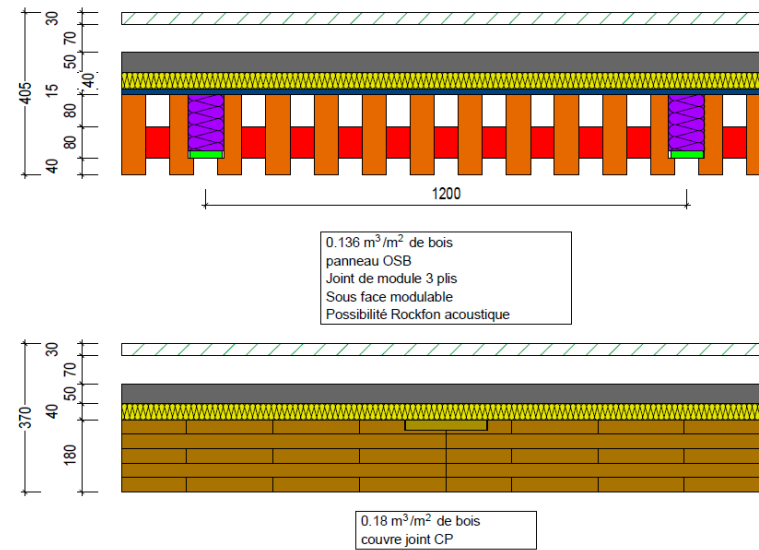 30
70
50
40
405
15
80
80
40
1200
0.136 m³/m² de bois
panneau OSB
Joint de module 3 plis
Sous face modulable
Possibilité Rockfon acoustique
30
70
50
40
370
180
0.18 m³/m² de bois
couvre joint CP